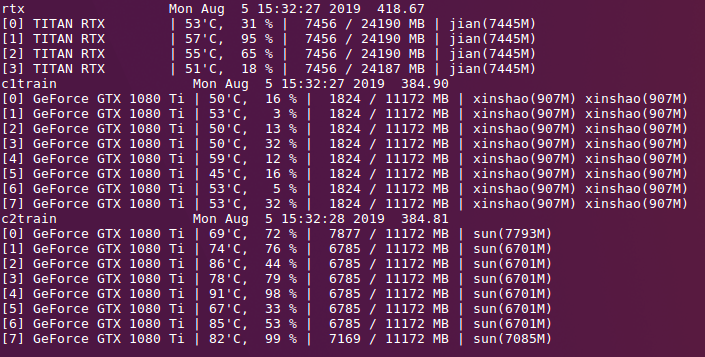 rtx                  Mon Aug  5 15:32:27 2019  418.67
[0] TITAN RTX        | 53'C,  31 % |  7456 / 24190 MB | jian(7445M)
[1] TITAN RTX        | 57'C,  95 % |  7456 / 24190 MB | jian(7445M)
[2] TITAN RTX        | 55'C,  65 % |  7456 / 24190 MB | jian(7445M)
[3] TITAN RTX        | 51'C,  18 % |  7456 / 24187 MB | jian(7445M)
c1train                 Mon Aug  5 15:32:27 2019  384.90
[0] GeForce GTX 1080 Ti | 50'C,  16 % |  1824 / 11172 MB | xinshao(907M) xinshao(907M)
[1] GeForce GTX 1080 Ti | 53'C,   3 % |  1824 / 11172 MB | xinshao(907M) xinshao(907M)
[2] GeForce GTX 1080 Ti | 50'C,  13 % |  1824 / 11172 MB | xinshao(907M) xinshao(907M)
[3] GeForce GTX 1080 Ti | 50'C,  32 % |  1824 / 11172 MB | xinshao(907M) xinshao(907M)
[4] GeForce GTX 1080 Ti | 59'C,  12 % |  1824 / 11172 MB | xinshao(907M) xinshao(907M)
[5] GeForce GTX 1080 Ti | 45'C,  16 % |  1824 / 11172 MB | xinshao(907M) xinshao(907M)
[6] GeForce GTX 1080 Ti | 53'C,   5 % |  1824 / 11172 MB | xinshao(907M) xinshao(907M)
[7] GeForce GTX 1080 Ti | 53'C,  32 % |  1824 / 11172 MB | xinshao(907M) xinshao(907M)
c2train                 Mon Aug  5 15:32:28 2019  384.81
[0] GeForce GTX 1080 Ti | 69'C,  72 % |  7877 / 11172 MB | sun(7793M)
[1] GeForce GTX 1080 Ti | 74'C,  76 % |  6785 / 11172 MB | sun(6701M)
[2] GeForce GTX 1080 Ti | 86'C,  44 % |  6785 / 11172 MB | sun(6701M)
[3] GeForce GTX 1080 Ti | 78'C,  79 % |  6785 / 11172 MB | sun(6701M)
[4] GeForce GTX 1080 Ti | 91'C,  98 % |  6785 / 11172 MB | sun(6701M)
[5] GeForce GTX 1080 Ti | 67'C,  33 % |  6785 / 11172 MB | sun(6701M)
[6] GeForce GTX 1080 Ti | 85'C,  53 % |  6785 / 11172 MB | sun(6701M)
[7] GeForce GTX 1080 Ti | 82'C,  99 % |  7169 / 11172 MB | sun(7085M)